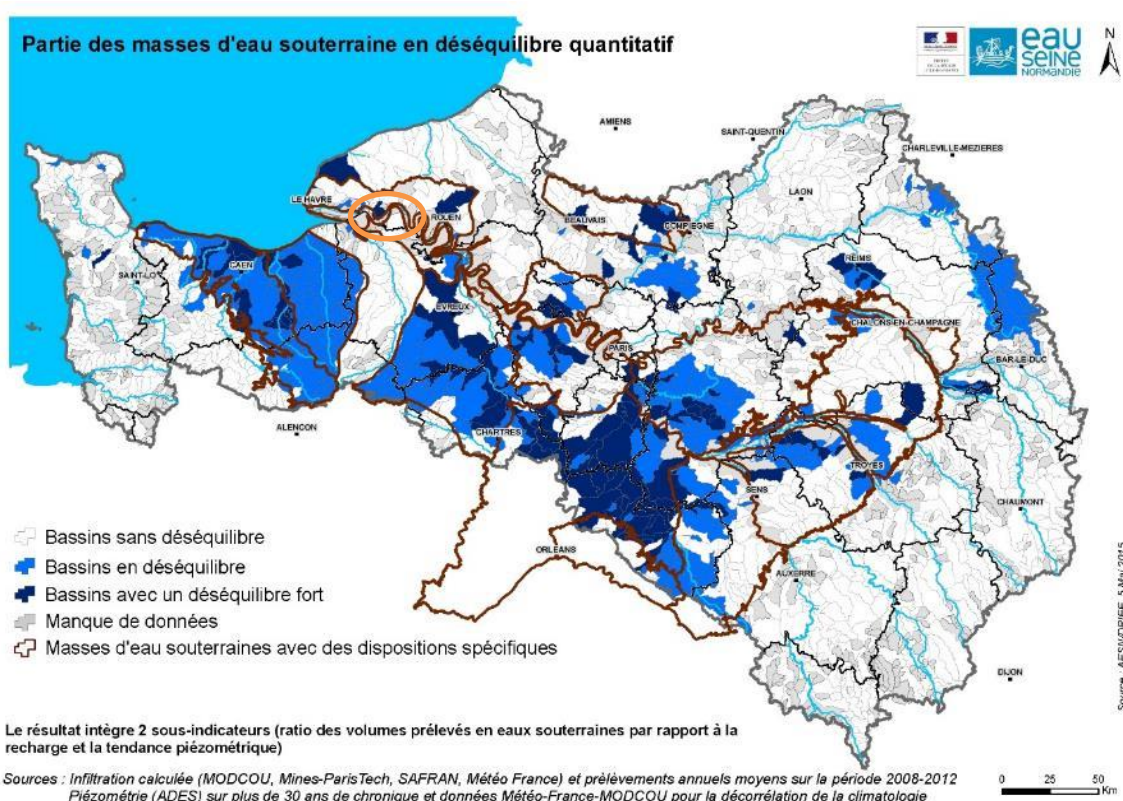 Partie des masses d'eau souterraine en déséquilibre quantitatif
eau
SEINE
NORMANDIE
N
AMIENS
SAINT-QUENTIN
CHARLEVILLE-MEZIERES
LAON
LE HAVRE
ROUEN
BEAUVAIS
COMPIEGNE
SAINT-LO
CAEN
REIMS
EVREUX
CHALONS-EN-CHAMPAGNE
PARIS
BAR-LE-DUC
ALENCON
CHARTRES
TROYES
SENS
CHAUMONT
ORLEANS
AUXERRE
DIJON
Bassins sans déséquilibre
Bassins en déséquilibre
Bassins avec un déséquilibre fort
Manque de données
Masses d'eau souterraines avec des dispositions spécifiques
Source : AESN/DRIEE, 5 Mai 2015
Le résultat intègre 2 sous-indicateurs (ratio des volumes prélevés en eaux souterraines par rapport à la
recharge et la tendance piézométrique)
Sources : Infiltration calculée (MODCOU, Mines-ParisTech, SAFRAN, Météo France) et prélèvements annuels moyens sur la période 2008-2012
Piézométrie (ADES) sur plus de 30 ans de chronique et données Météo-France-MODCOU pour la décorrélation de la climatologie
0 25 50
Km